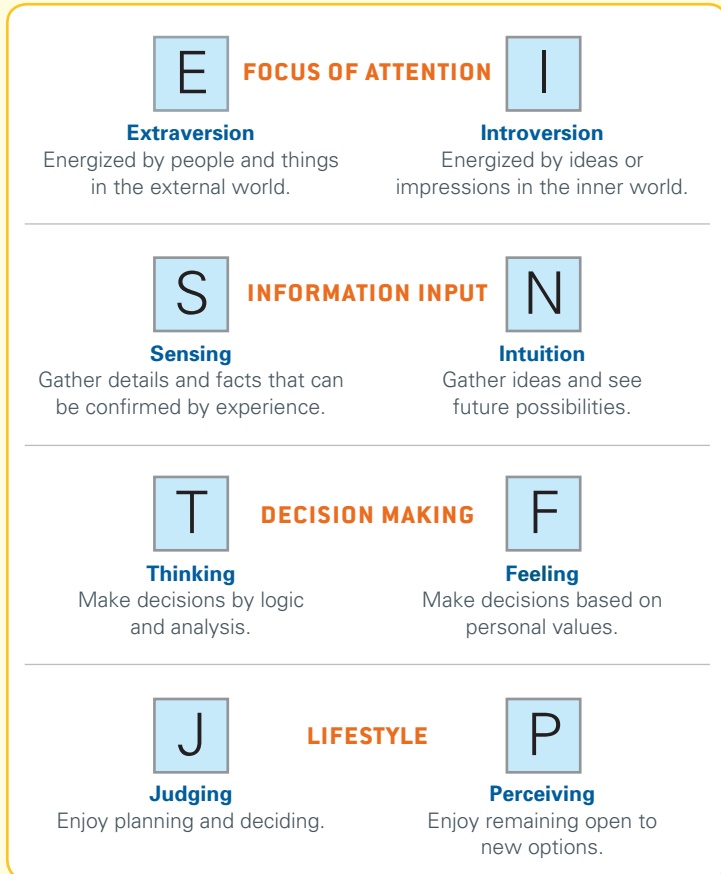 E FOCUS OF ATTENTION I
Extraversion
Energized by people and things
in the external world.
Introversion
Energized by ideas or
impressions in the inner world.
S INFORMATION INPUT N
Sensing
Gather details and facts that can
be confirmed by experience.
Intuition
Gather ideas and see
future possibilities.
T DECISION MAKING F
Thinking
Make decisions by logic
and analysis.
Feeling
Make decisions based on
personal values.
J LIFESTYLE P
Judging
Enjoy planning and deciding.
Perceiving
Enjoy remaining open to
new options.